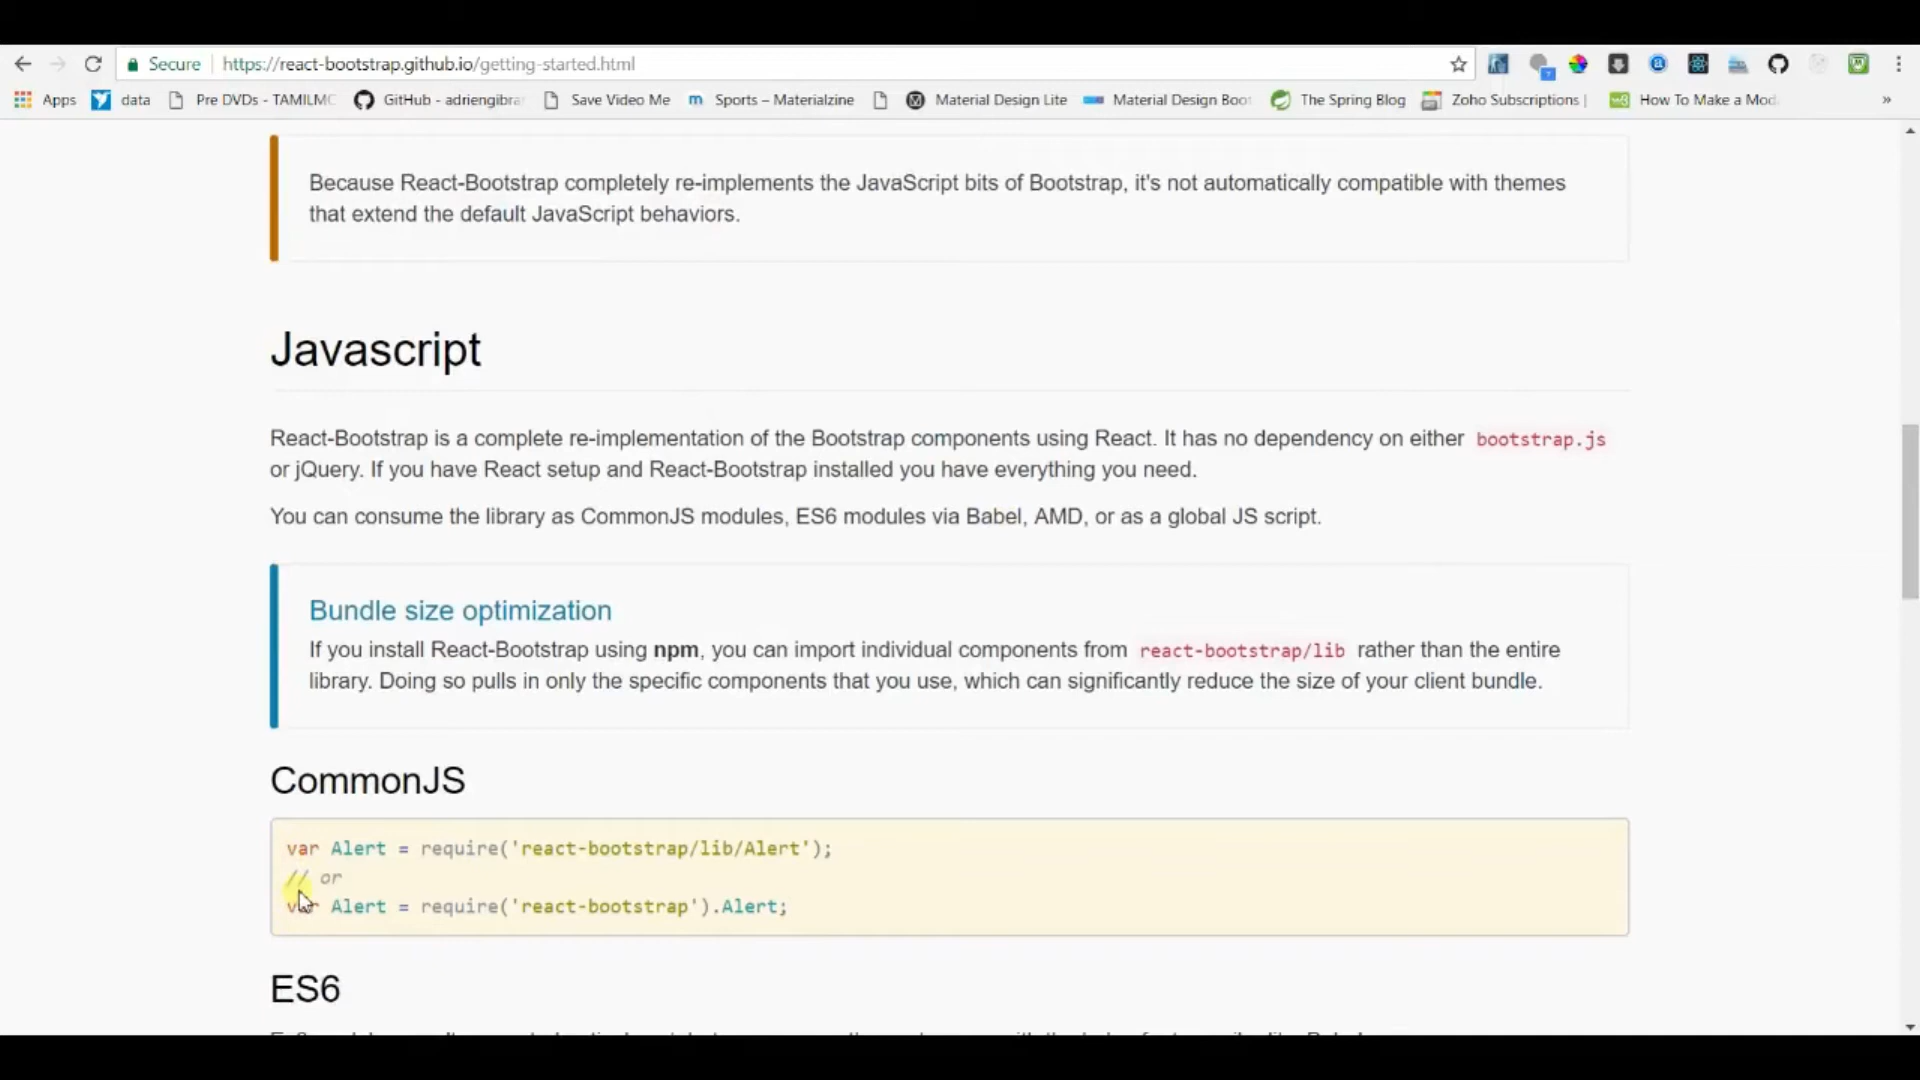 Secure https://react-bootstrap.github.io/getting-started.html
Apps data Pre DVDs - TAMILMC GitHub - adriengibra Save Video Me Sports – Materialzine Material Design Lite Material Design Boot The Spring Blog Zoho Subscriptions | How To Make a Mod »
Because React-Bootstrap completely re-implements the JavaScript bits of Bootstrap, it's not automatically compatible with themes
that extend the default JavaScript behaviors.
Javascript
React-Bootstrap is a complete re-implementation of the Bootstrap components using React. It has no dependency on either bootstrap.js
or jQuery. If you have React setup and React-Bootstrap installed you have everything you need.
You can consume the library as CommonJS modules, ES6 modules via Babel, AMD, or as a global JS script.
Bundle size optimization
If you install React-Bootstrap using npm, you can import individual components from react-bootstrap/lib rather than the entire
library. Doing so pulls in only the specific components that you use, which can significantly reduce the size of your client bundle.
CommonJS
var Alert = require('react-bootstrap/lib/Alert');
// or
var Alert = require('react-bootstrap').Alert;
ES6